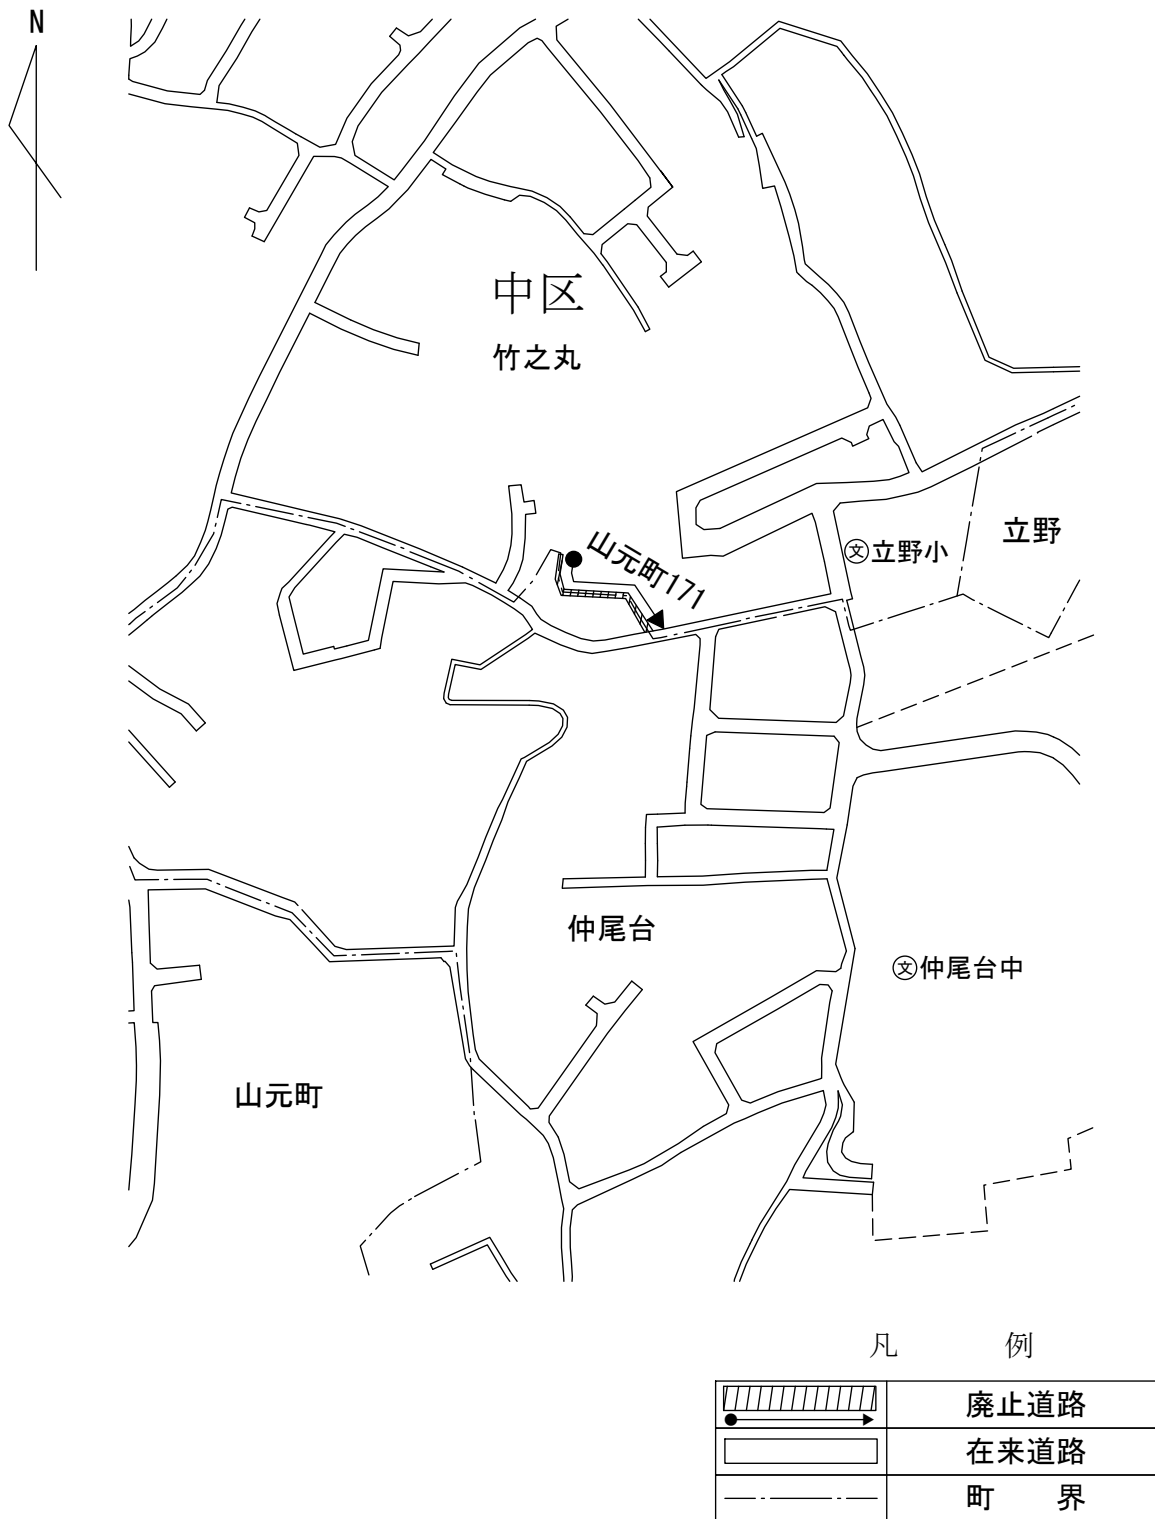 N
中区
竹之丸
山元町171
文立野小
立野
仲尾台
文仲尾台中
山元町
凡 例
廃止道路
在来道路
町 界